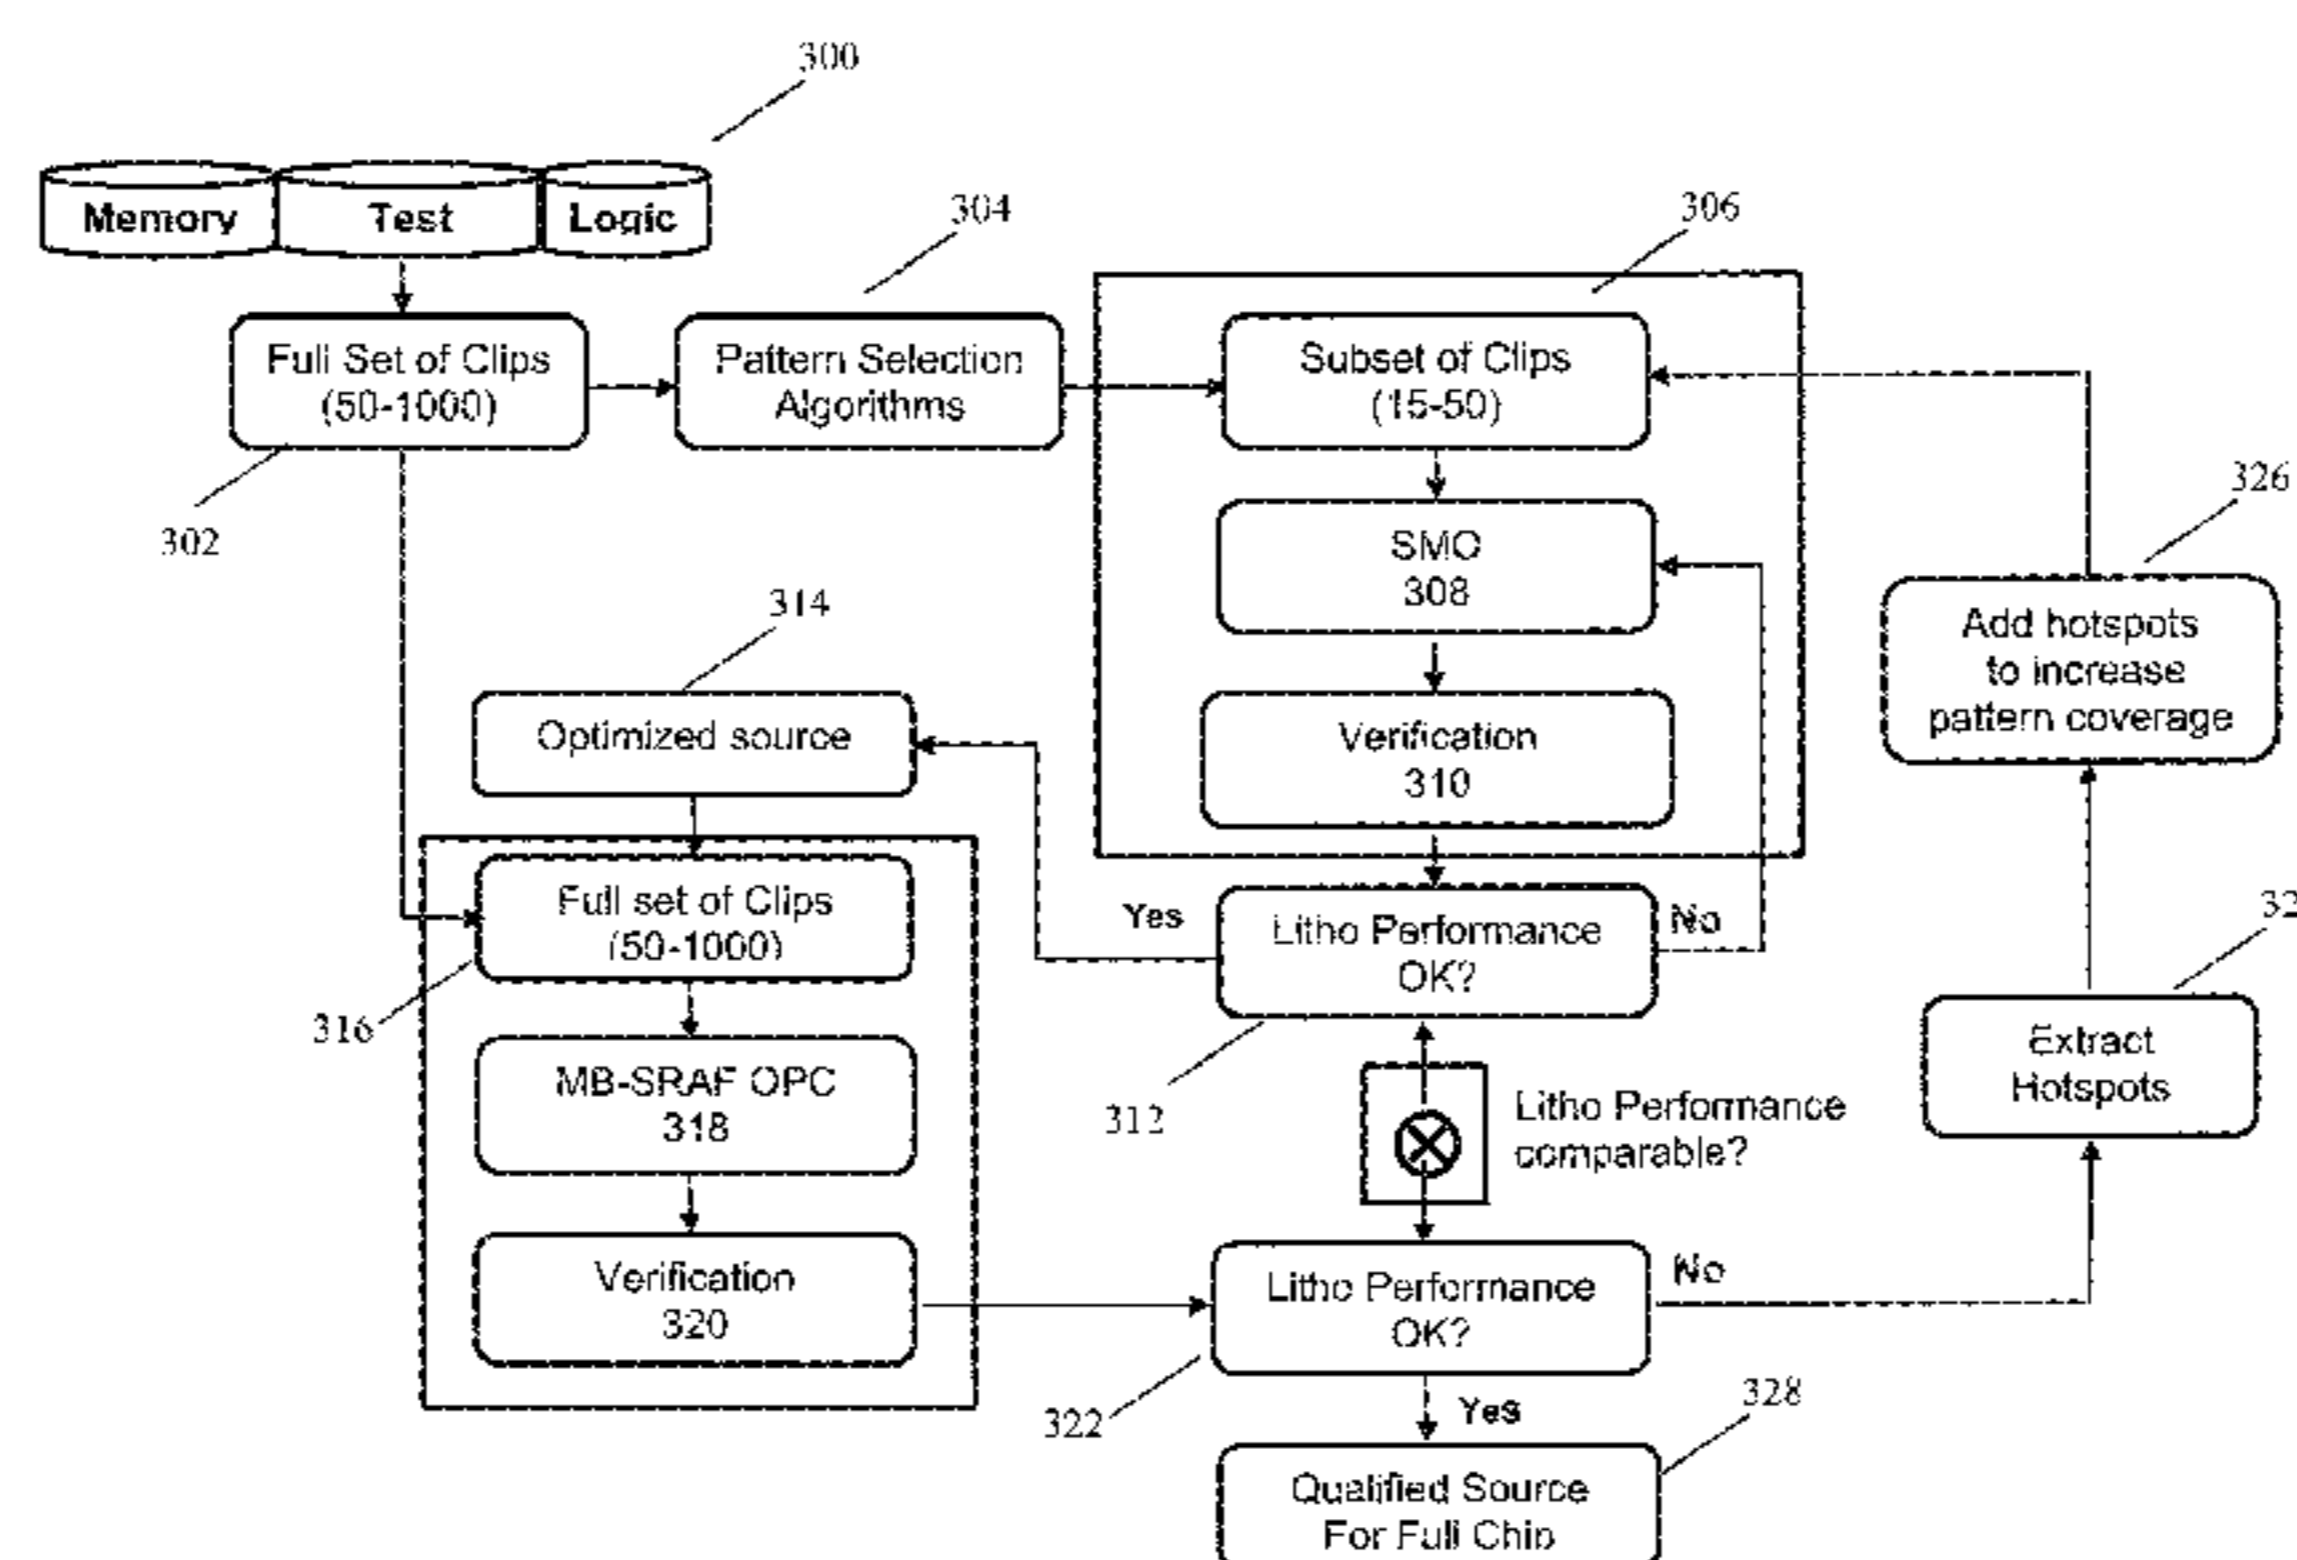 300
Memory
Test
Logic
304
306
Full Set of Clips
(50-1000)
Pattern Selection
Algorithms
Subset of Clips
(15-50)
302
326
SMO
308
314
Add hotspots
to increase
pattern coverage
Optimized source
Verification
310
Full set of Clips
(50-1000)
Yes
Litho Performance
OK?
No
32
316
312
Extract
Hotspots
MB-SRAF OPC
318
Litho Performance
comparable?
Verification
320
Litho Performance
OK?
No
322
Yes
328
Qualified Source
For Full Chip